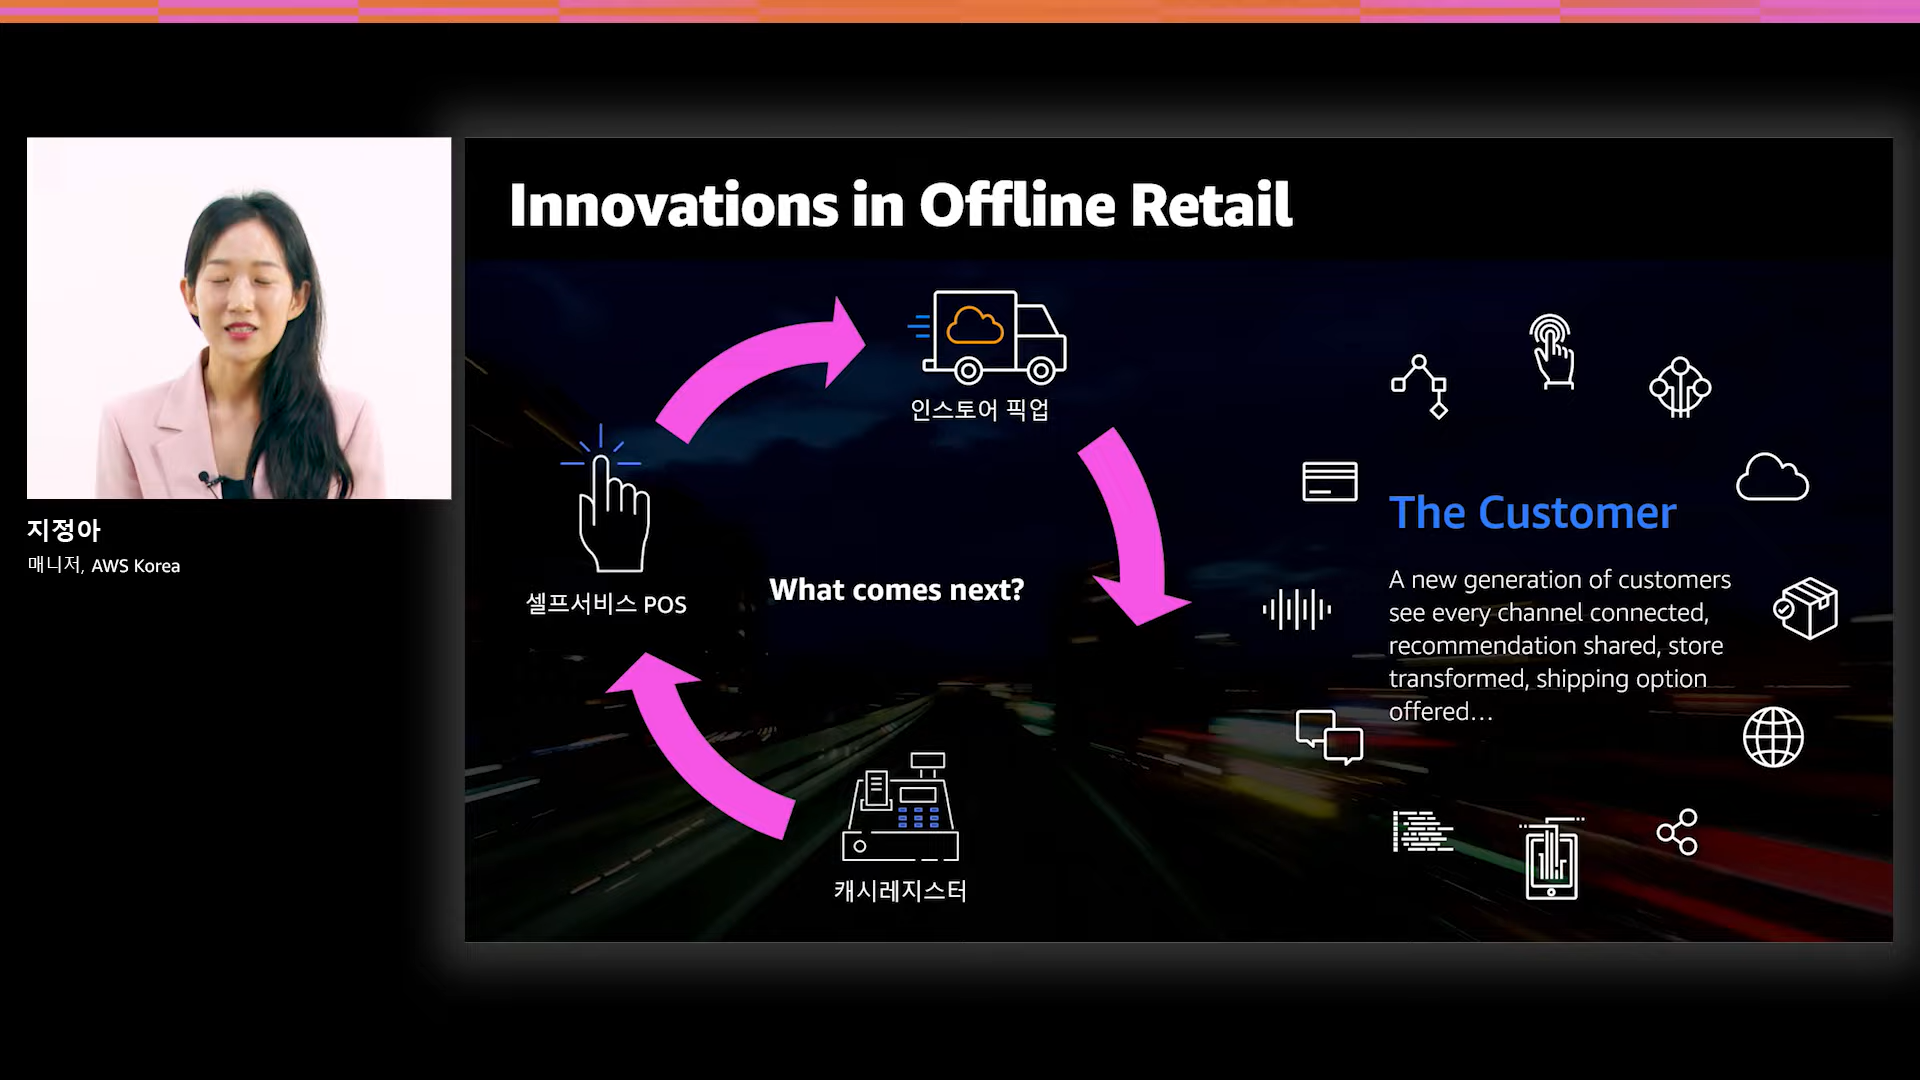 Innovations in Offline Retail
지정아
매니저, AWS Korea
인스토어 픽업
셀프서비스 POS
What comes next?
캐시레지스터
The Customer
A new generation of customers
see every channel connected,
recommendation shared, store
transformed, shipping option
offered...